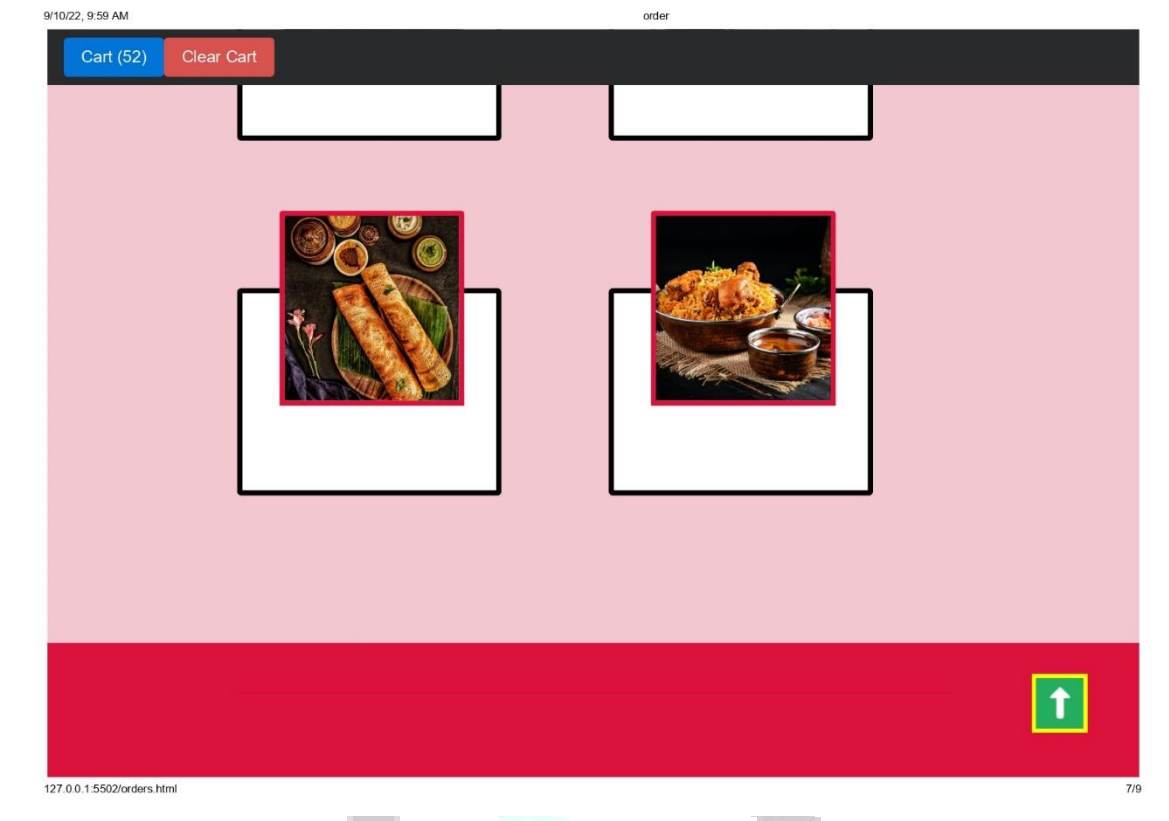 9/10/22, 9:59 AM order
Cart (52) Clear Cart
127.0.0.1:5502/orders.html 7/9